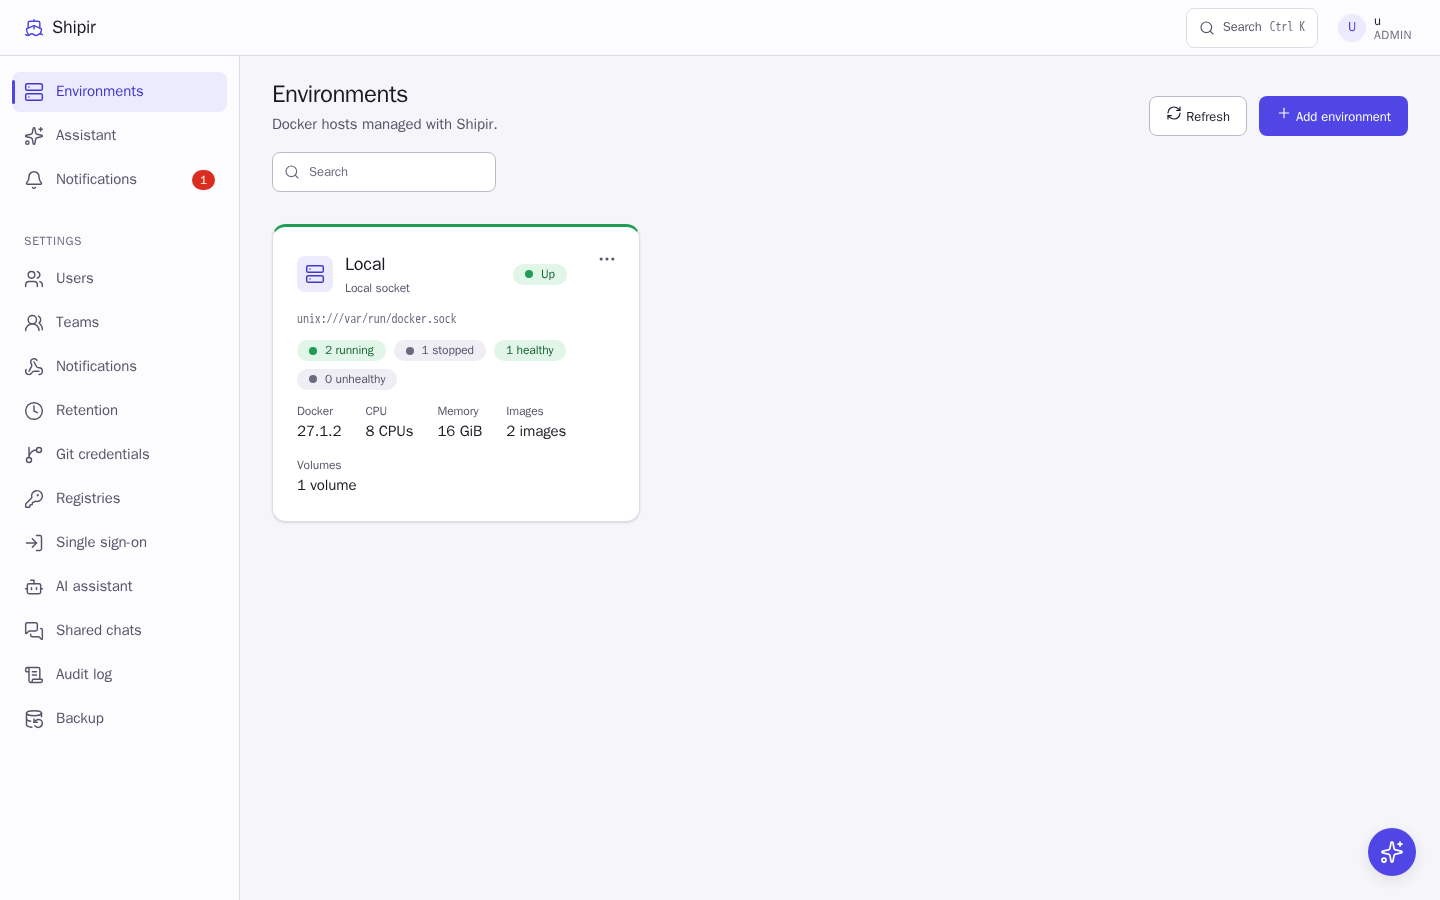 Shipir
Search Ctrl K
U
u
ADMIN
Environments
Assistant
Notifications
1
SETTINGS
Users
Teams
Notifications
Retention
Git credentials
Registries
Single sign-on
AI assistant
Shared chats
Audit log
Backup
Environments
Docker hosts managed with Shipir.
Refresh
Add environment
Search
Local
Local socket
Up
unix:///var/run/docker.sock
2 running
1 stopped
1 healthy
0 unhealthy
Docker
27.1.2
CPU
8 CPUs
Memory
16 GiB
Images
2 images
Volumes
1 volume